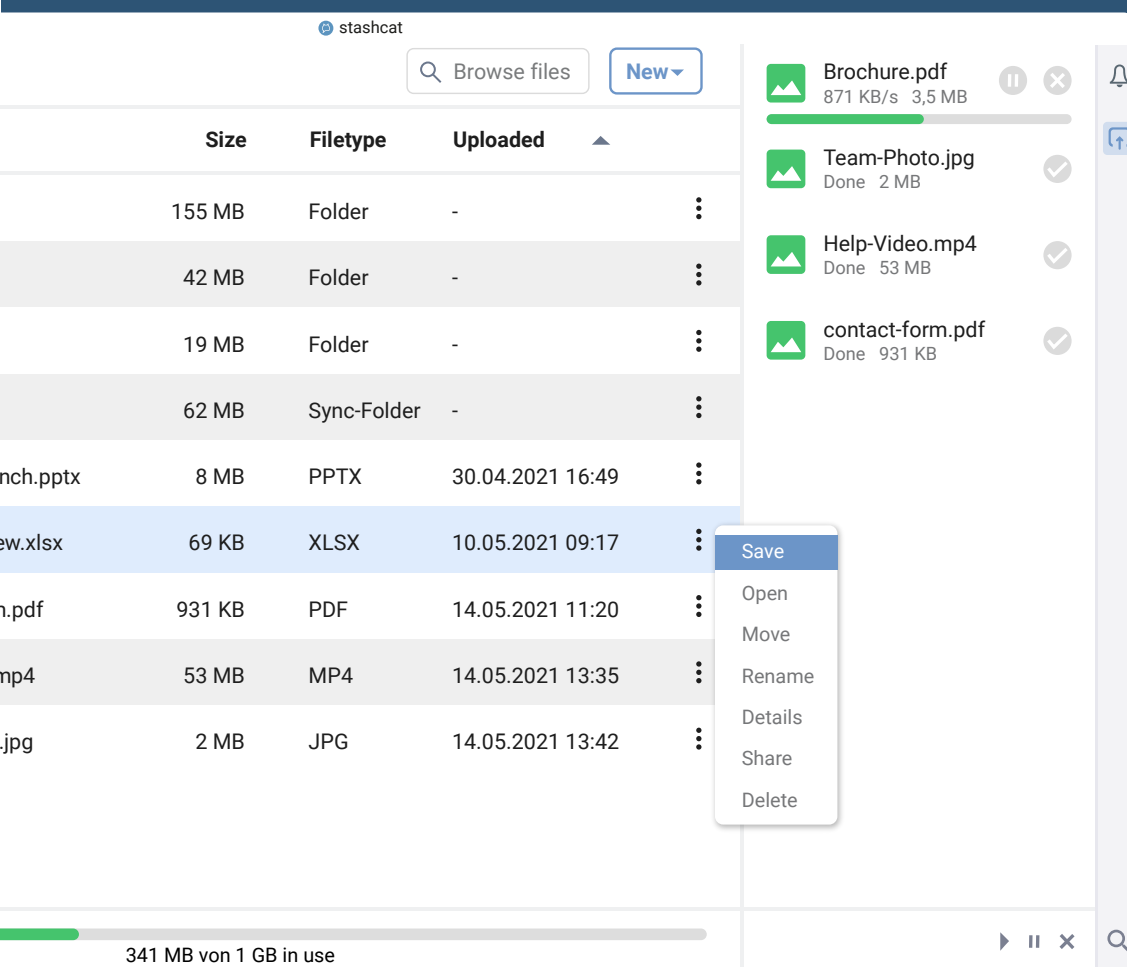 stashcat
Browse files
New
Size Filetype Uploaded
155 MB Folder -
42 MB Folder -
19 MB Folder -
62 MB Sync-Folder -
nch.pptx 8 MB PPTX 30.04.2021 16:49
ew.xlsx 69 KB XLSX 10.05.2021 09:17
.pdf 931 KB PDF 14.05.2021 11:20
mp4 53 MB MP4 14.05.2021 13:35
.jpg 2 MB JPG 14.05.2021 13:42
Save
Open
Move
Rename
Details
Share
Delete
Brochure.pdf
871 KB/s 3,5 MB
Team-Photo.jpg
Done 2 MB
Help-Video.mp4
Done 53 MB
contact-form.pdf
Done 931 KB
341 MB von 1 GB in use